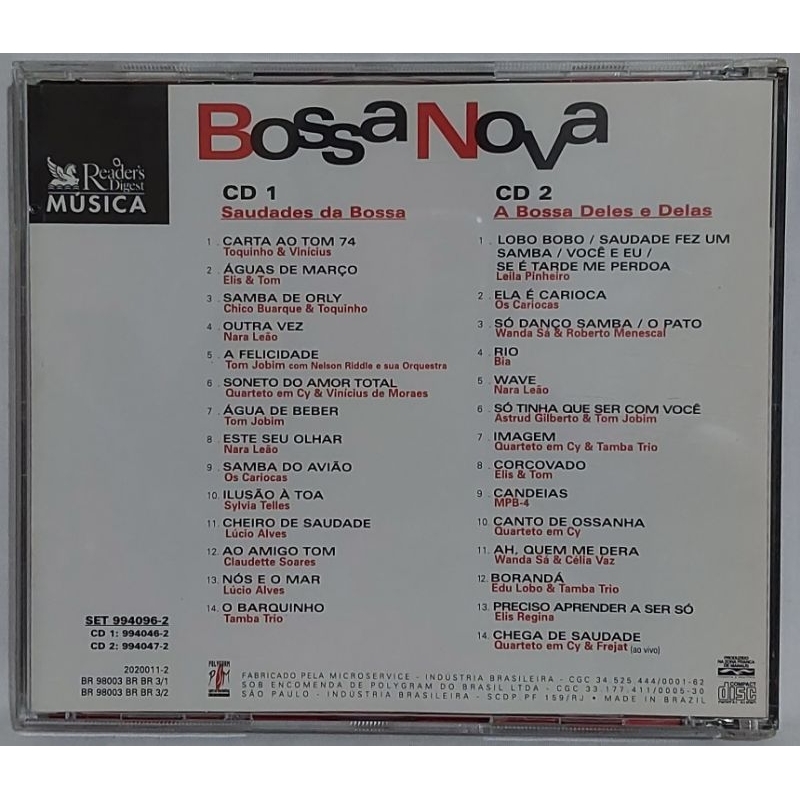 Bossa Nova
Reader's
Digest
MÚSICA
CD 1
Saudades da Bossa
1. CARTA AO TOM 74
Toquinho & Vinícius
2. ÁGUAS DE MARÇO
Elis & Tom
3. SAMBA DE ORLY
Chico Buarque & Toquinho
4. OUTRA VEZ
Nara Leão
5. A FELICIDADE
Tom Jobim com Nelson Riddle e sua Orquestra
6. SONETO DO AMOR TOTAL
Quarteto em Cy & Vinícius de Moraes
7. ÁGUA DE BEBER
Tom Jobim
8. ESTE SEU OLHAR
Nara Leão
9. SAMBA DO AVIÃO
Os Cariocas
10. ILUSÃO À TOA
Sylvia Telles
11. CHEIRO DE SAUDADE
Lúcio Alves
12. AO AMIGO TOM
Claudette Soares
13. NÓS E O MAR
Lúcio Alves
14. O BARQUINHO
Tamba Trio
CD 2
A Bossa Deles e Delas
1. LOBO BOBO / SAUDADE FEZ UM
SAMBA / VOCÊ E EU /
SE É TARDE ME PERDOA
Leila Pinheiro
2. ELA É CARIOCA
Os Cariocas
3. SÓ DANÇO SAMBA / O PATO
Wanda Sá & Roberto Menescal
4. RIO
Bia
5. WAVE
Nara Leão
6. SÓ TINHA QUE SER COM VOCÊ
Astrud Gilberto & Tom Jobim
7. IMAGEM
Quarteto em Cy & Tamba Trio
8. CORCOVADO
Elis & Tom
9. CANDEIAS
MPB-4
10. CANTO DE OSSANHA
Quarteto em Cy
11. AH, QUEM ME DERA
Wanda Sá & Célia Vaz
12. BORANDÁ
Edu Lobo & Tamba Trio
13. PRECISO APRENDER A SER SÓ
Elis Regina
14. CHEGA DE SAUDADE
Quarteto em Cy & Frejat (ao vivo)
SET 994096-2
CD 1: 994046-2
CD 2: 994047-2
2020011-2
BR 98003 BR BR 3/1
BR 98003 BR BR 3/2
POLYGRAM
FABRICADO PELA MICROSERVICE - INDÚSTRIA BRASILEIRA - CGC 34.525.444/0001-62
SOB ENCOMENDA DE POLYGRAM DO BRASIL LTDA - CGC 33.177.411/0005-30
SÃO PAULO - INDÚSTRIA BRASILEIRA - SCDP PF 159/RJ • MADE IN BRAZIL
PRODUZIDO
NA ZONA FRANCA
DE MANAUS
COMPACT
disc